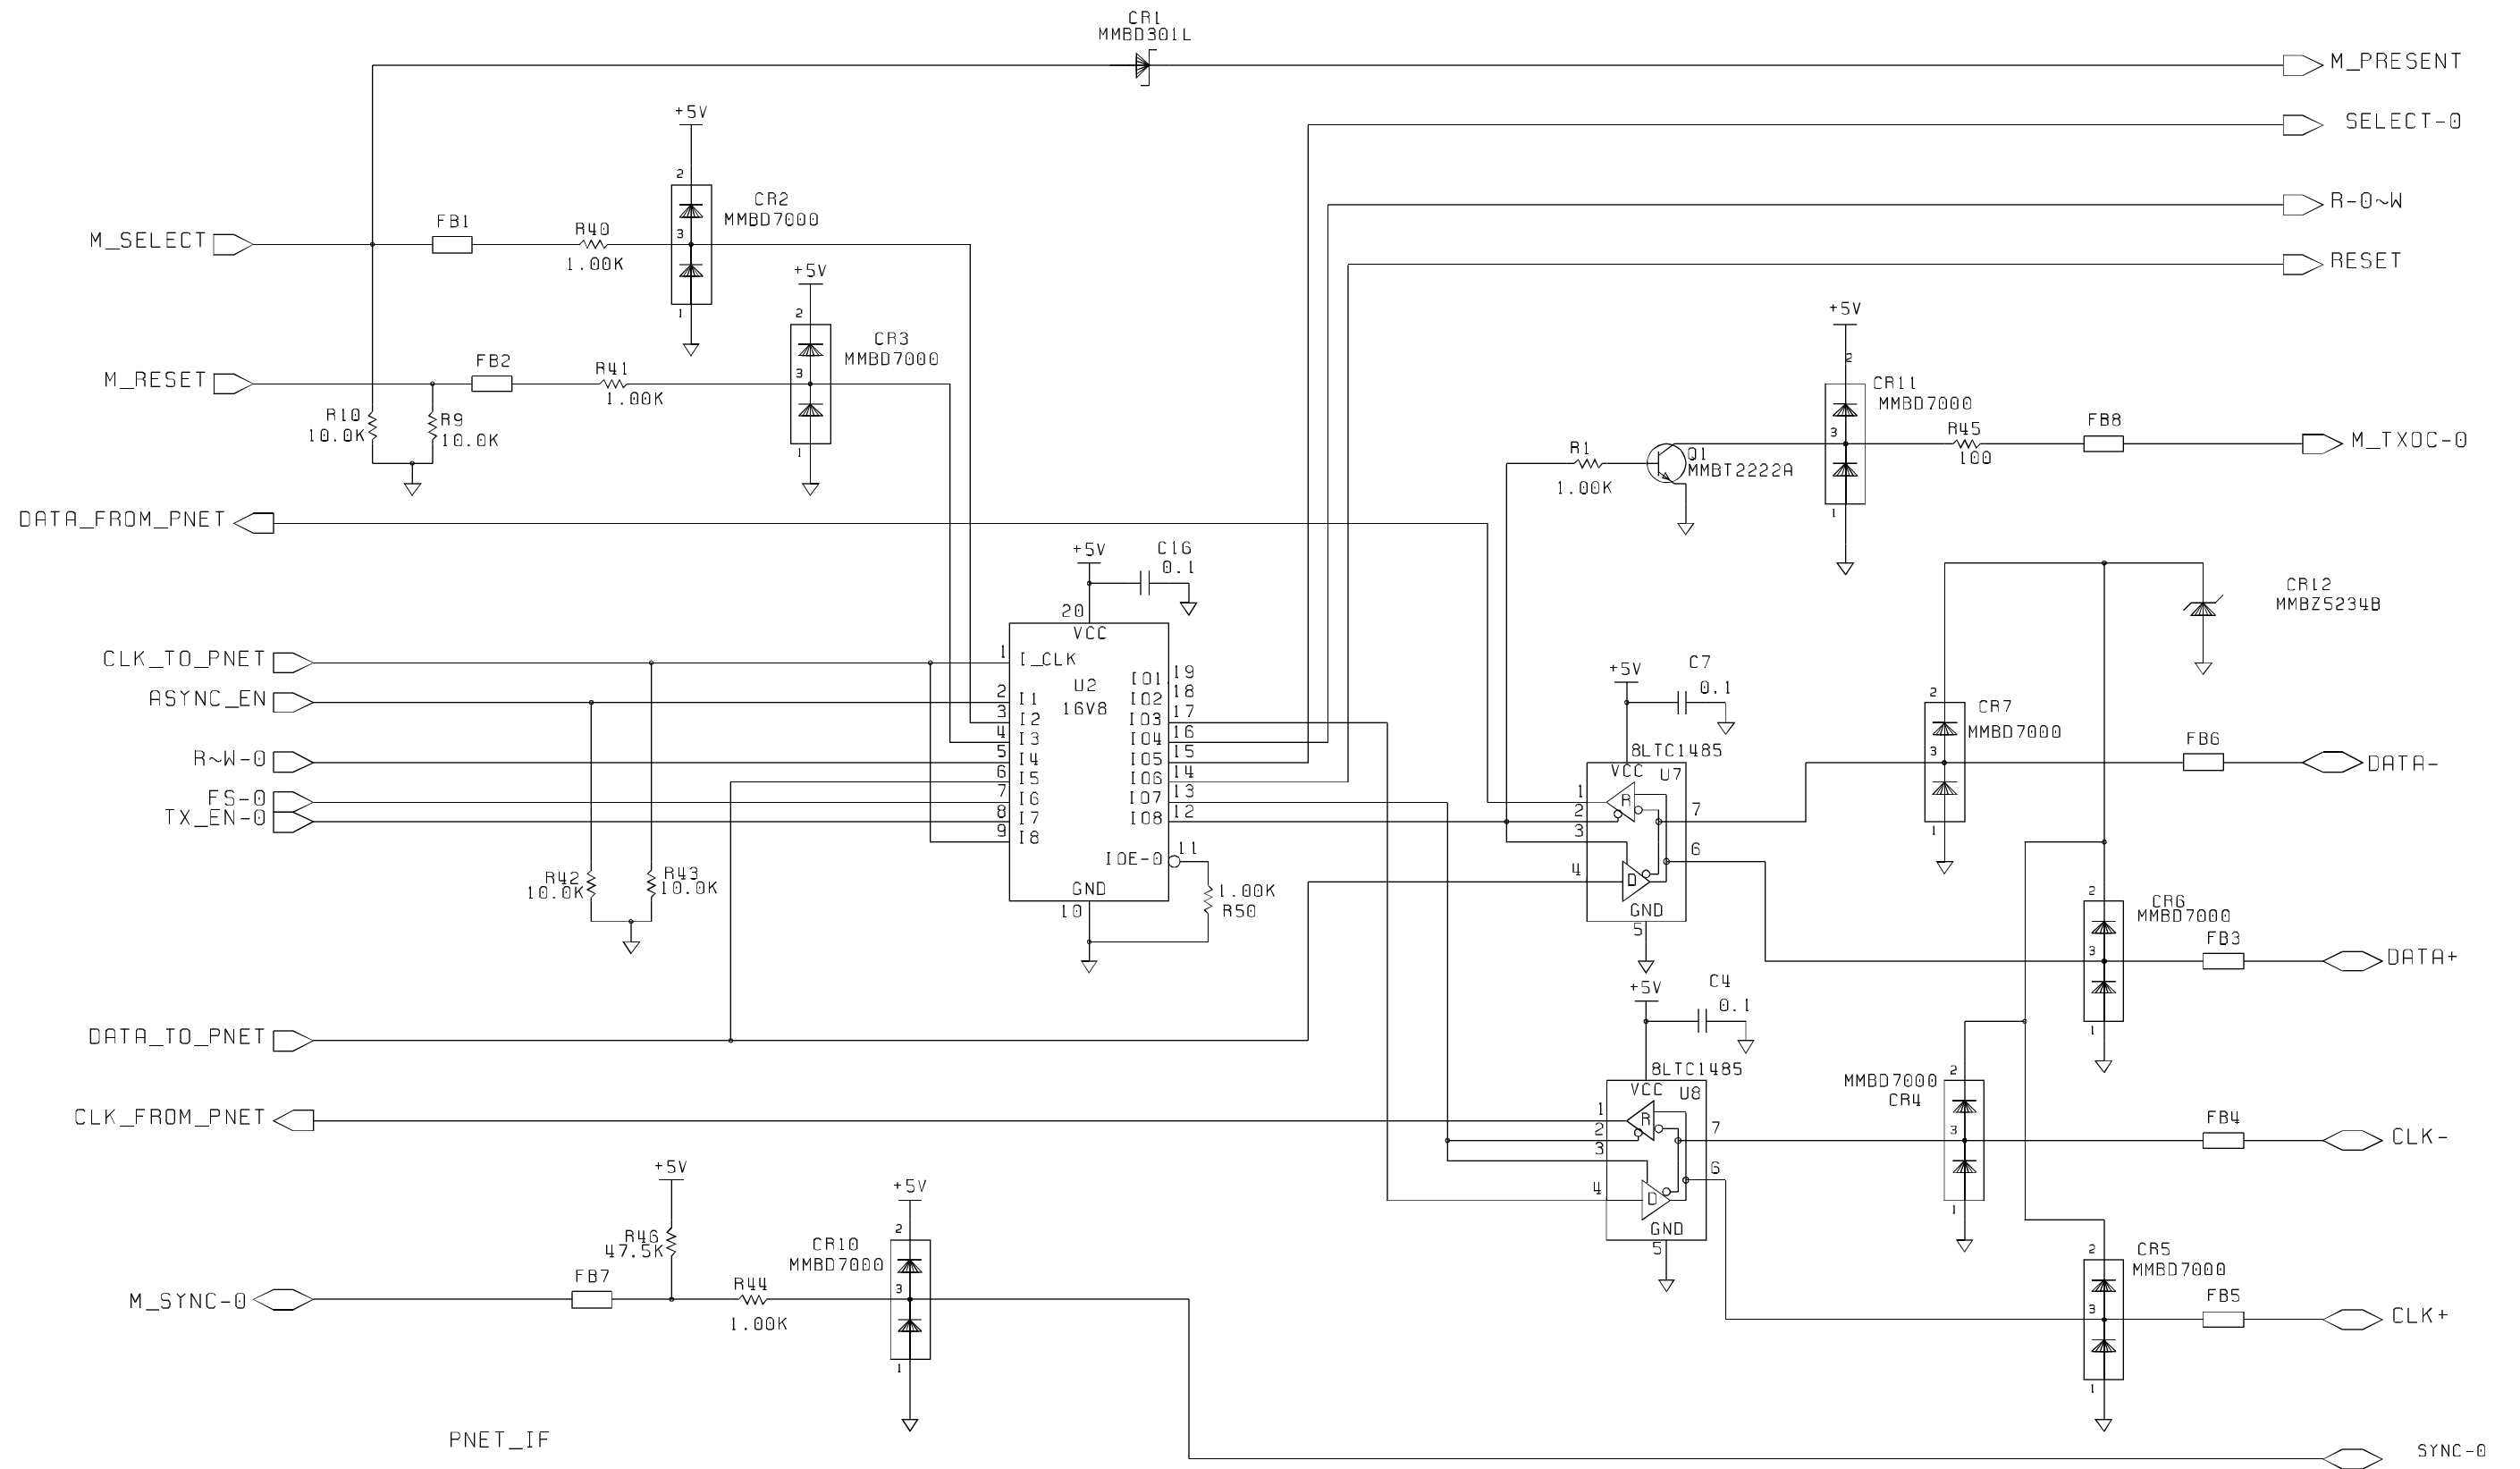 CR1
MMBD301L
M_PRESENT
+5V
SELECT-0
2
CR2
MMBD7000
R-0~W
FB1
R40
3
M_SELECT
1.00K
+5V
RESET
1
2
CR3
MMBD7000
+5V
FB2
R41
3
M_RESET
1.00K
2
CR11
MMBD7000
R10
10.0K
R9
10.0K
1
R1
1.00K
Q1
MMBT2222A
3
R45
100
FB8
M_TXOC-0
DATA_FROM_PNET
1
+5V
C16
0.1
CR12
MMBZ5234B
20
VCC
CLK_TO_PNET
1
I_CLK
ASYNC_EN
2
I1
3
I2
4
I3
R~W-0
5
I4
6
I5
FS-0
7
I6
TX_EN-0
8
I7
9
I8
U2
16V8
IO1
19
IO2
18
IO3
17
IO4
16
IO5
15
IO6
14
IO7
13
IO8
12
IOE-0
11
GND
10
1.00K
R50
R42
10.0K
R43
10.0K
+5V
C7
0.1
8LTC1485
VCC
U7
1
R
2
3
4
D
7
6
GND
5
2
CR7
MMBD7000
3
1
FB6
DATA-
2
CR6
MMBD7000
3
1
FB3
DATA+
DATA_TO_PNET
+5V
C4
0.1
8LTC1485
VCC
U8
CLK_FROM_PNET
1
R
2
3
4
D
7
6
GND
5
MMBD7000
CR4
2
3
1
FB4
CLK-
+5V
R46
47.5K
+5V
2
CR10
MMBD7000
3
1
FB7
R44
1.00K
M_SYNC-0
2
CR5
MMBD7000
3
1
FB5
CLK+
PNET_IF
SYNC-0